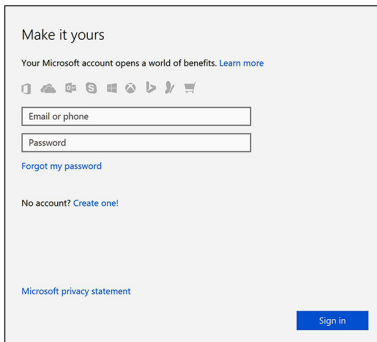 Make it yours
Your Microsoft account opens a world of benefits. Learn more
Email or phone
Password
Forgot my password
No account? Create one!
Microsoft privacy statement
Sign in